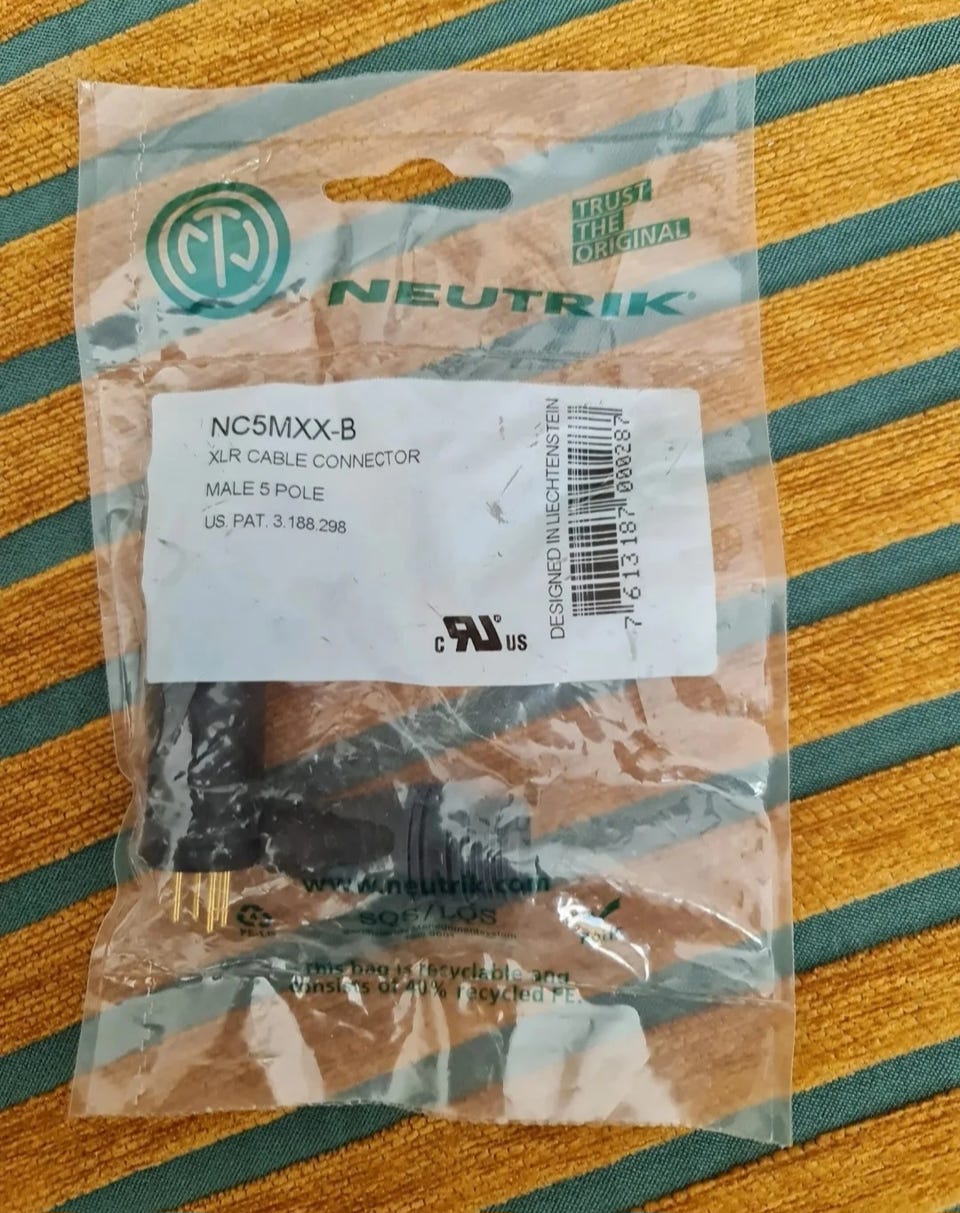 TRUST
THE
ORIGINAL
NEUTRIK®
NC5MXX-B
XLR CABLE CONNECTOR
MALE 5 POLE
US. PAT. 3.188.298
DESIGNED IN LIECHTENSTEIN
7 613187 000287
c RU® US
www.neutrik.com
SQS/LQS
This bag is recyclable and
consists of 40% recycled PE.